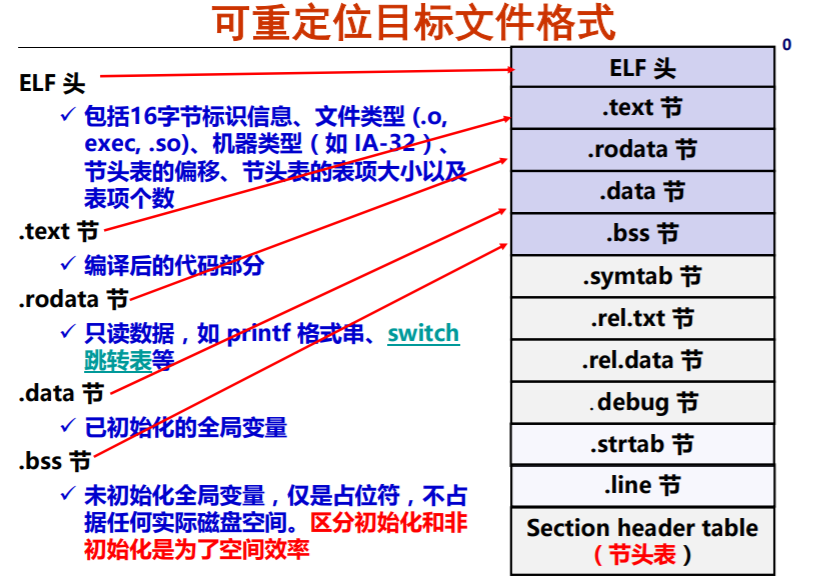 可重定位目标文件格式
ELF 头
✓ 包括16字节标识信息、文件类型 (.o,
exec, .so)、机器类型（如 IA-32）、
节头表的偏移、节头表的表项大小以及
表项个数
.text 节
✓ 编译后的代码部分
.rodata 节
✓ 只读数据，如 printf 格式串、switch
跳转表等
.data 节
✓ 已初始化的全局变量
.bss 节
✓ 未初始化全局变量，仅是占位符，不占
据任何实际磁盘空间。区分初始化和非
初始化是为了空间效率
0
ELF 头
.text 节
.rodata 节
.data 节
.bss 节
.symtab 节
.rel.txt 节
.rel.data 节
.debug 节
.strtab 节
.line 节
Section header table
（节头表）